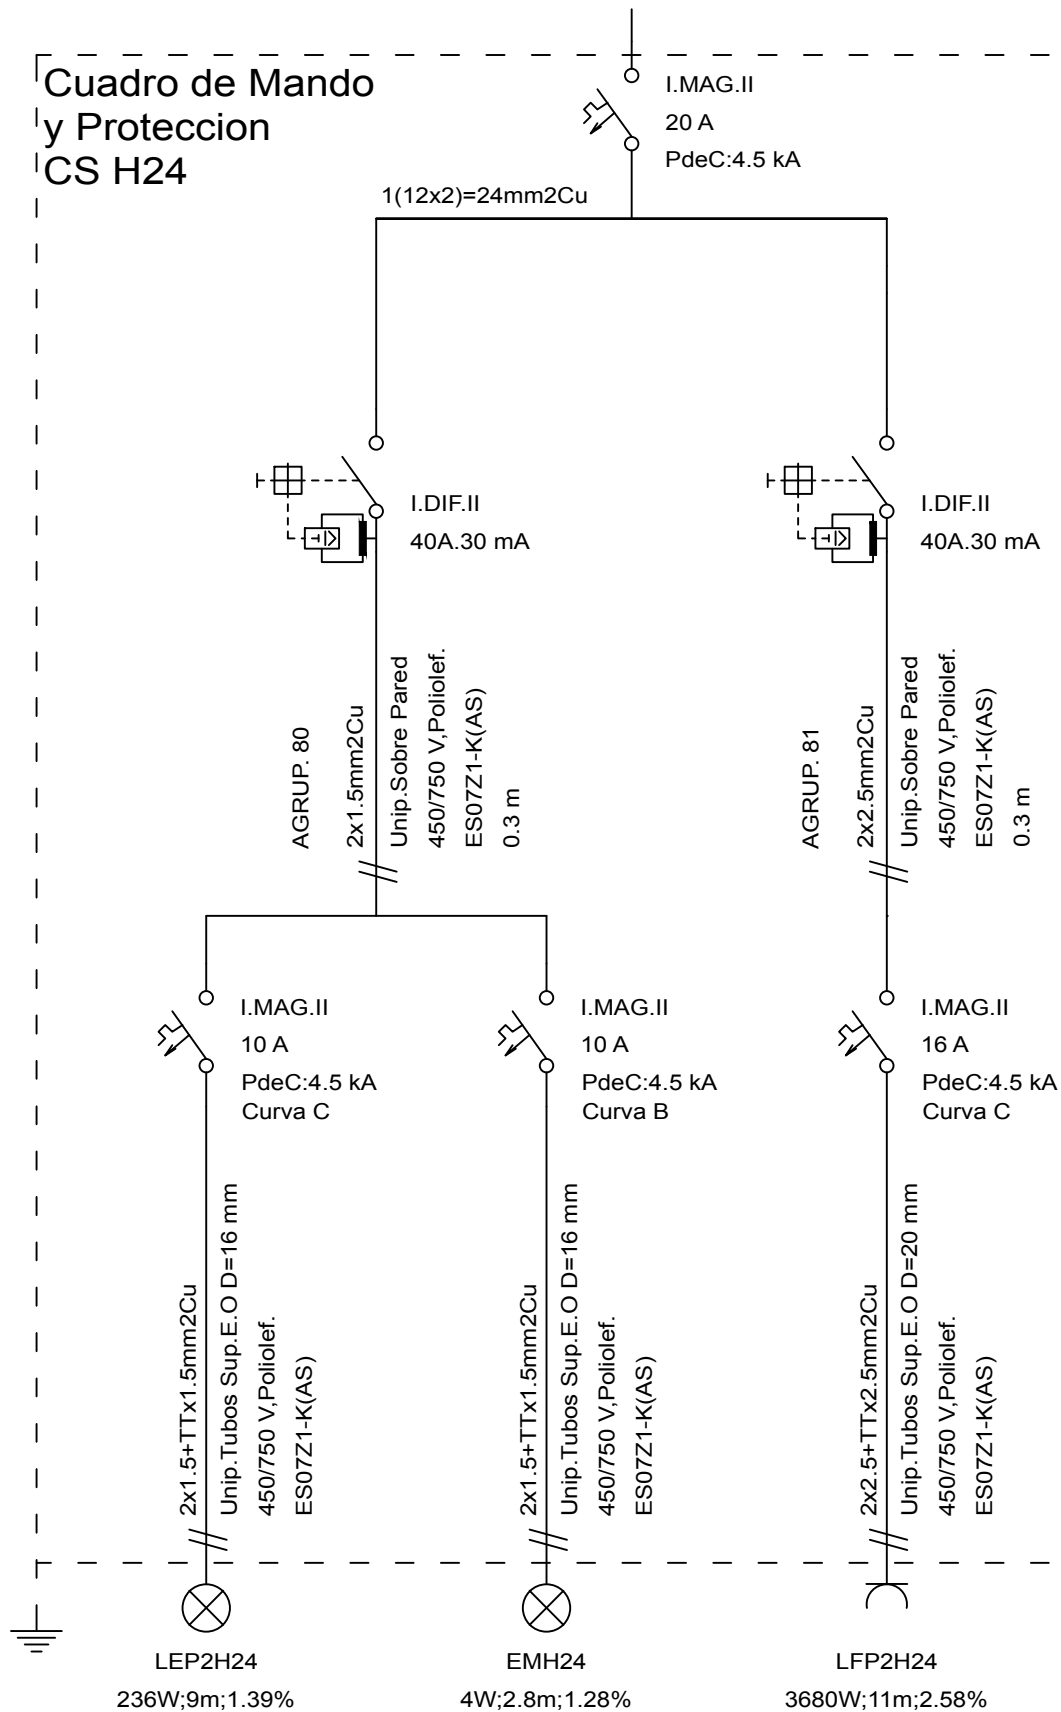 Cuadro de Mando
y Proteccion
CS H24
I.MAG.II
20 A
PdeC:4.5 kA
1(12x2)=24mm2Cu
I.DIF.II
40A.30 mA
I.DIF.II
40A.30 mA
AGRUP. 80
2x1.5mm2Cu
Unip.Sobre Pared
450/750 V,Poliolef.
ES07Z1-K(AS)
0.3 m
AGRUP. 81
2x2.5mm2Cu
Unip.Sobre Pared
450/750 V,Poliolef.
ES07Z1-K(AS)
0.3 m
I.MAG.II
10 A
PdeC:4.5 kA
Curva C
I.MAG.II
10 A
PdeC:4.5 kA
Curva B
I.MAG.II
16 A
PdeC:4.5 kA
Curva C
2x1.5+TTx1.5mm2Cu
Unip.Tubos Sup.E.O D=16 mm
450/750 V,Poliolef.
ES07Z1-K(AS)
2x1.5+TTx1.5mm2Cu
Unip.Tubos Sup.E.O D=16 mm
450/750 V,Poliolef.
ES07Z1-K(AS)
2x2.5+TTx2.5mm2Cu
Unip.Tubos Sup.E.O D=20 mm
450/750 V,Poliolef.
ES07Z1-K(AS)
LEP2H24
236W;9m;1.39%
EMH24
4W;2.8m;1.28%
LFP2H24
3680W;11m;2.58%